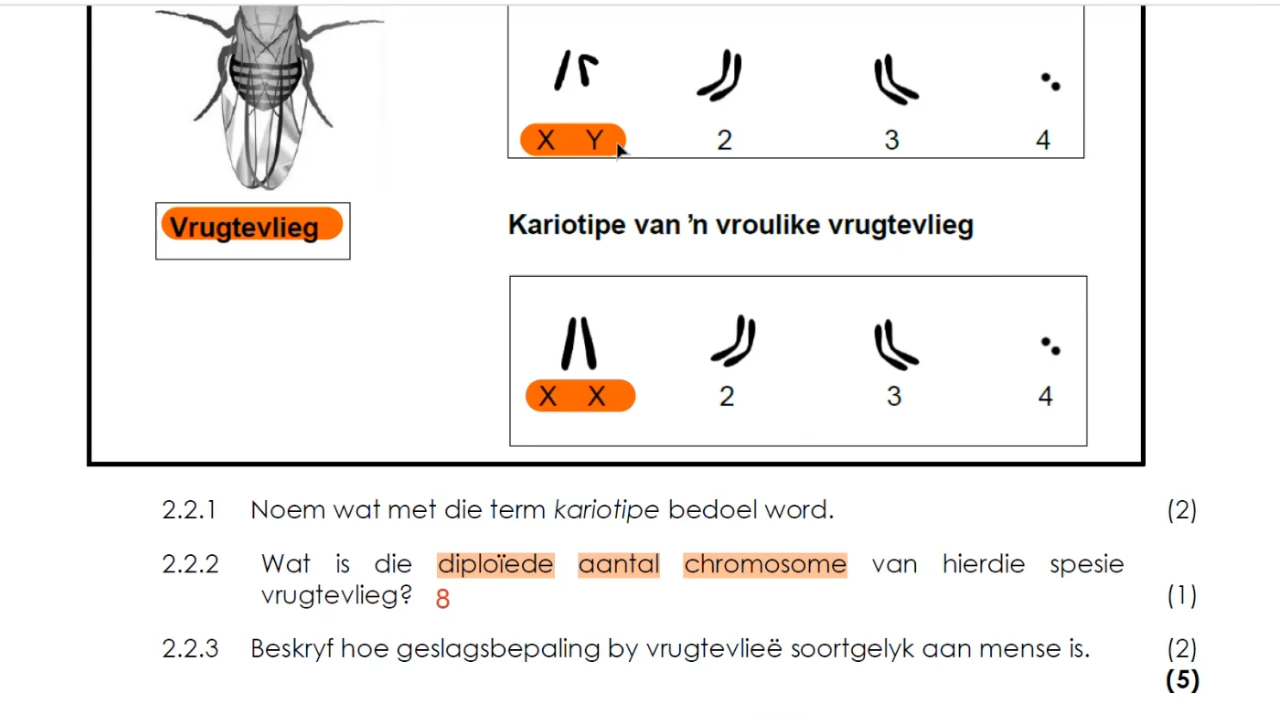 X Y 2 3 4
Vrugtevlieg
Kariotipe van ’n vroulike vrugtevlieg
X X 2 3 4
2.2.1 Noem wat met die term kariotipe bedoel word. (2)
2.2.2 Wat is die diploïede aantal chromosome van hierdie spesie
vrugtevlieg? 8 (1)
2.2.3 Beskryf hoe geslagsbepaling by vrugtevlieë soortgelyk aan mense is. (2)
(5)